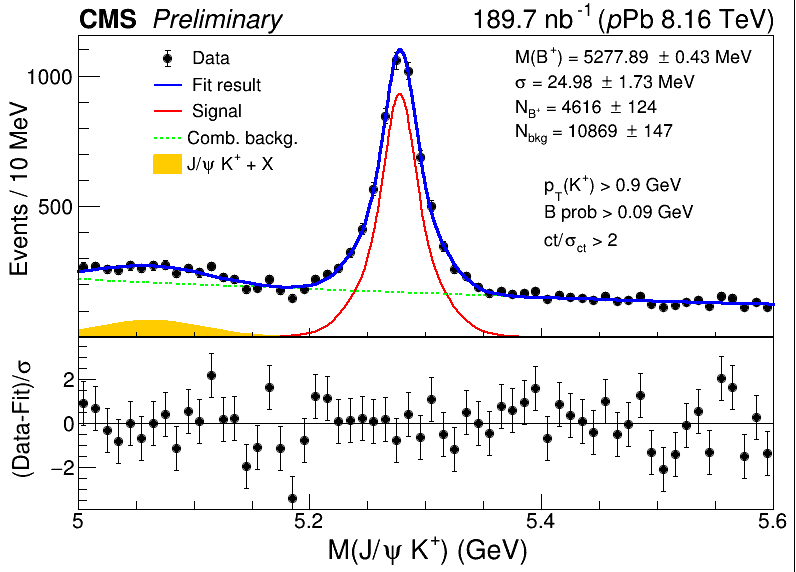 CMS Preliminary 189.7 nb⁻¹ (pPb 8.16 TeV)
Events / 10 MeV
1000
500
Data
Fit result
Signal
Comb. backg.
J/ψ K⁺ + X
M(B⁺) = 5277.89 ± 0.43 MeV
σ = 24.98 ± 1.73 MeV
N_B⁺ = 4616 ± 124
N_bkg = 10869 ± 147
p_T(K⁺) > 0.9 GeV
B prob > 0.09 GeV
ct/σ_ct > 2
(Data-Fit)/σ
2
0
−2
5 5.2 5.4 5.6
M(J/ψ K⁺) (GeV)